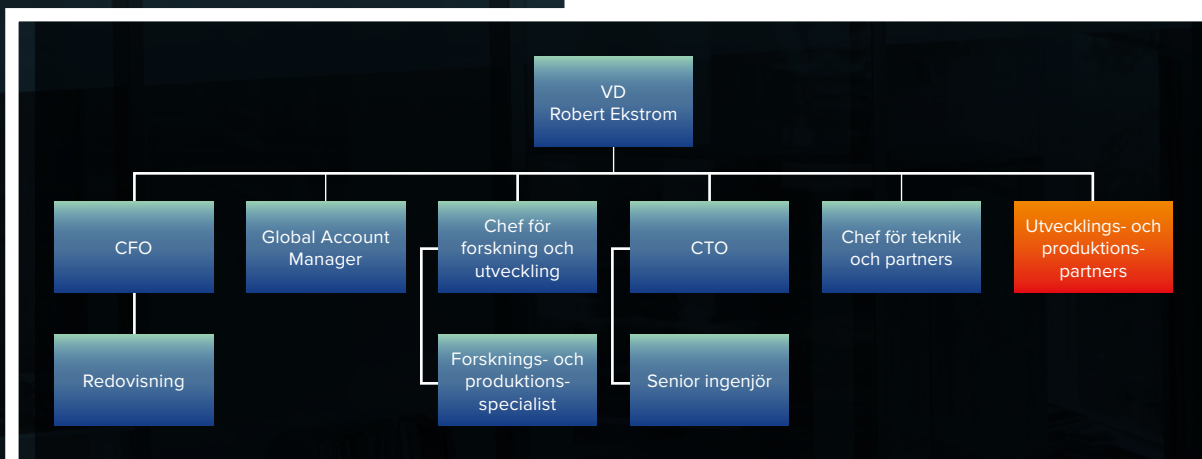 VD
Robert Ekstrom
CFO
Global Account
Manager
Chef för
forskning och
utveckling
CTO
Chef för teknik
och partners
Utvecklings- och
produktions-
partners
Redovisning
Forsknings- och
produktions-
specialist
Senior ingenjör